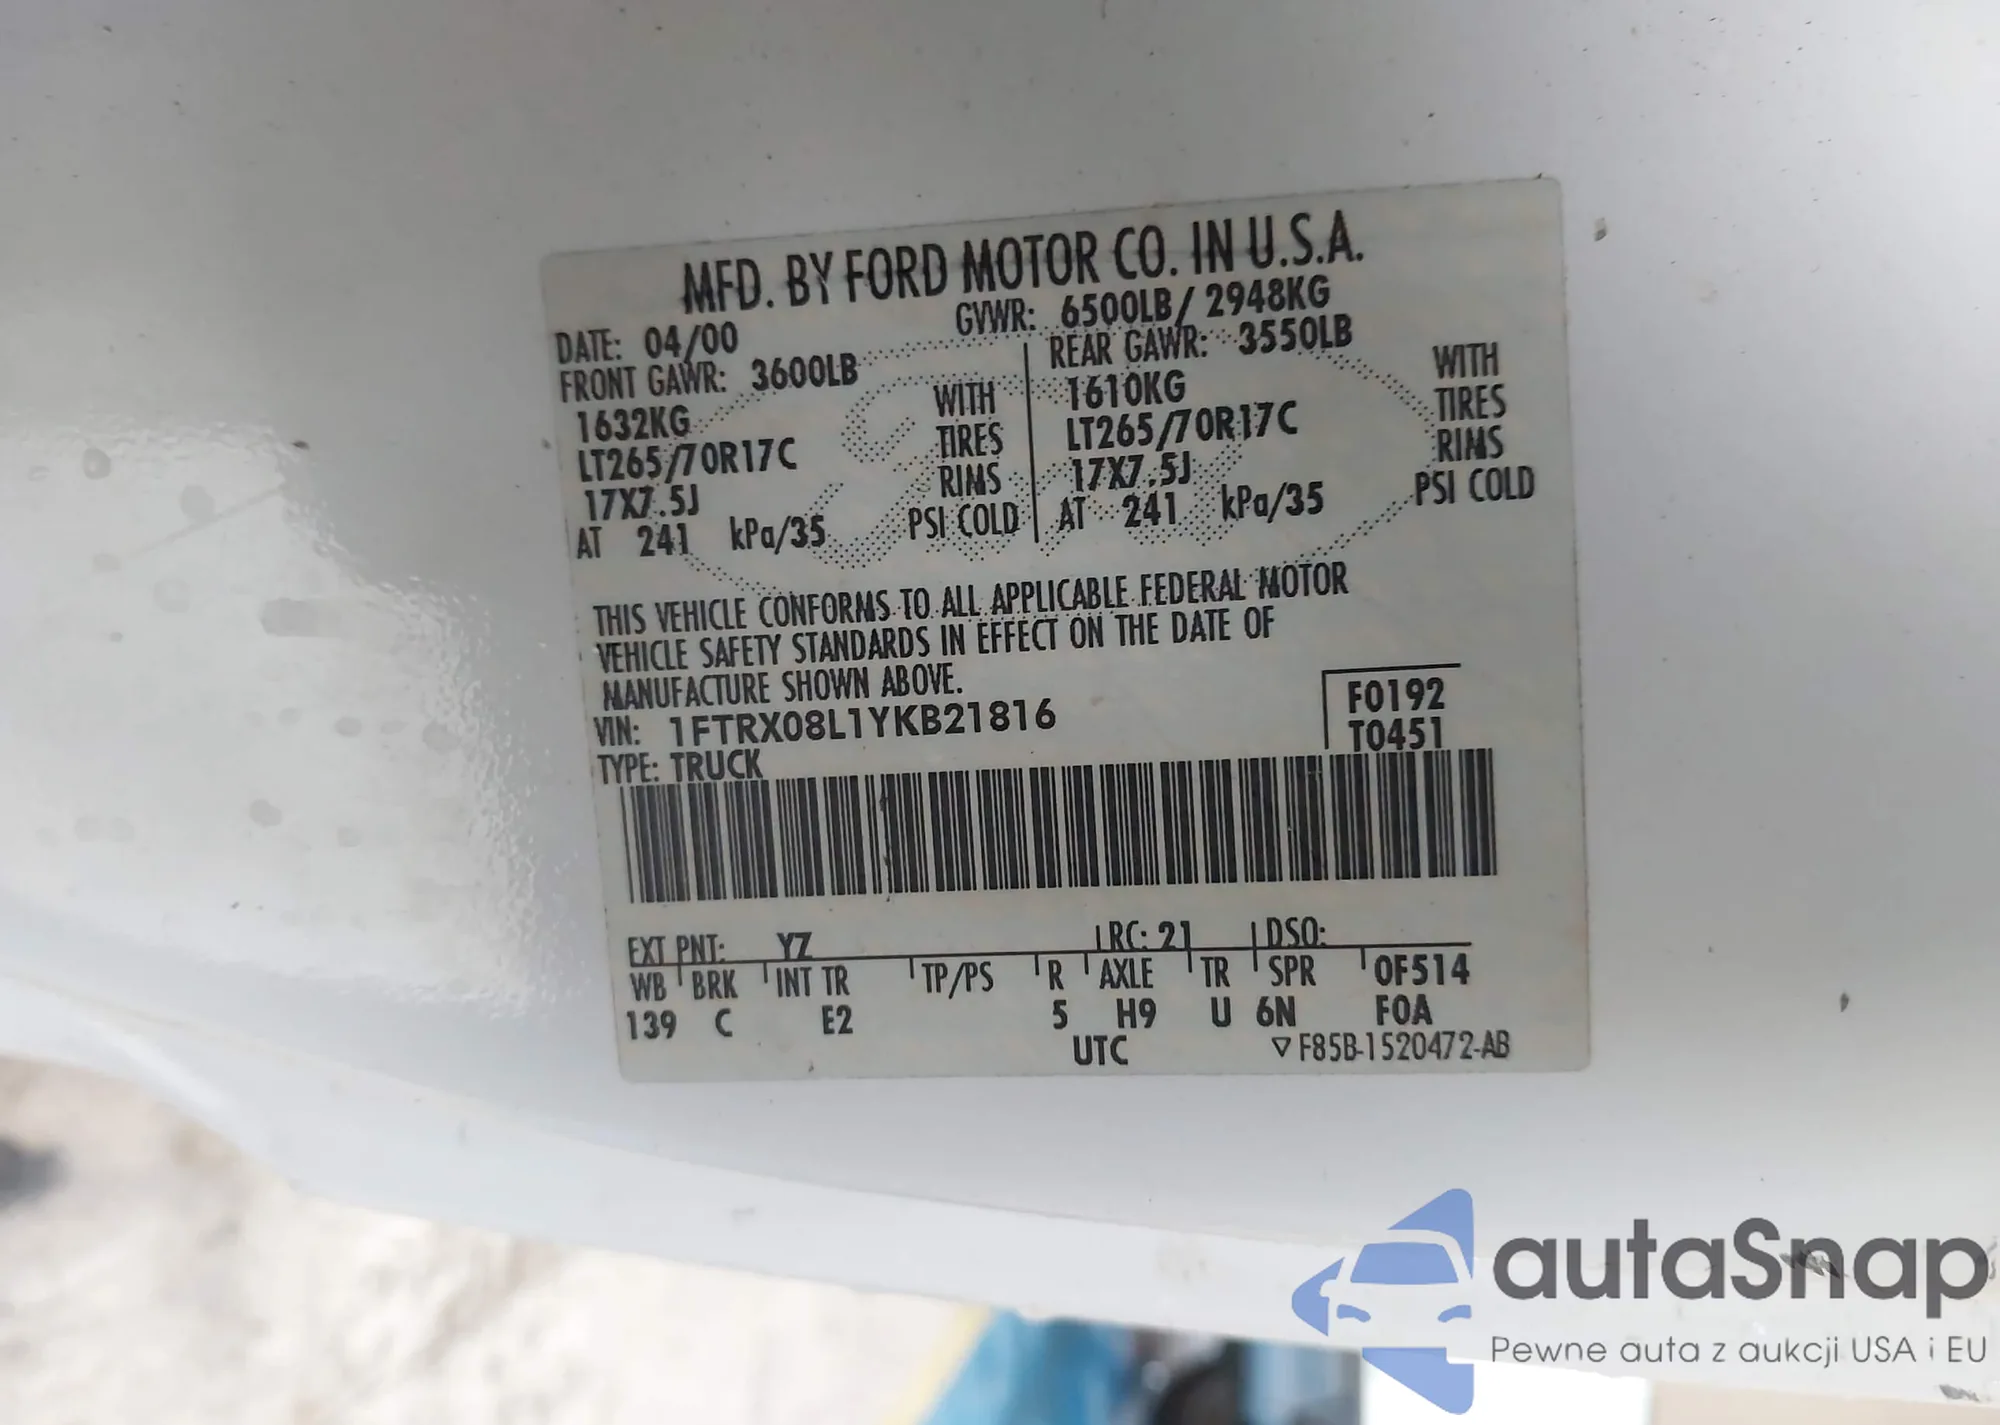 MFD. BY FORD MOTOR CO. IN U.S.A.
DATE: 04/00 GVWR: 6500LB/ 2948KG
FRONT GAWR: 3600LB REAR GAWR: 3550LB
1632KG WITH 1610KG WITH
LT265/70R17C TIRES LT265/70R17C TIRES
17X7.5J RIMS 17X7.5J RIMS
AT 241 kPa/35 PSI COLD AT 241 kPa/35 PSI COLD
THIS VEHICLE CONFORMS TO ALL APPLICABLE FEDERAL MOTOR
VEHICLE SAFETY STANDARDS IN EFFECT ON THE DATE OF
MANUFACTURE SHOWN ABOVE.
VIN: 1FTRX08L1YKB21816 F0192
TYPE: TRUCK T0451
EXT PNT: YZ RC: 21 DSO:
WB BRK INT TR TP/PS R AXLE TR SPR 0F514
139 C E2 5 H9 U 6N F0A
UTC F85B-1520472-AB
autaSnap
Pewne auta z aukcji USA i EU